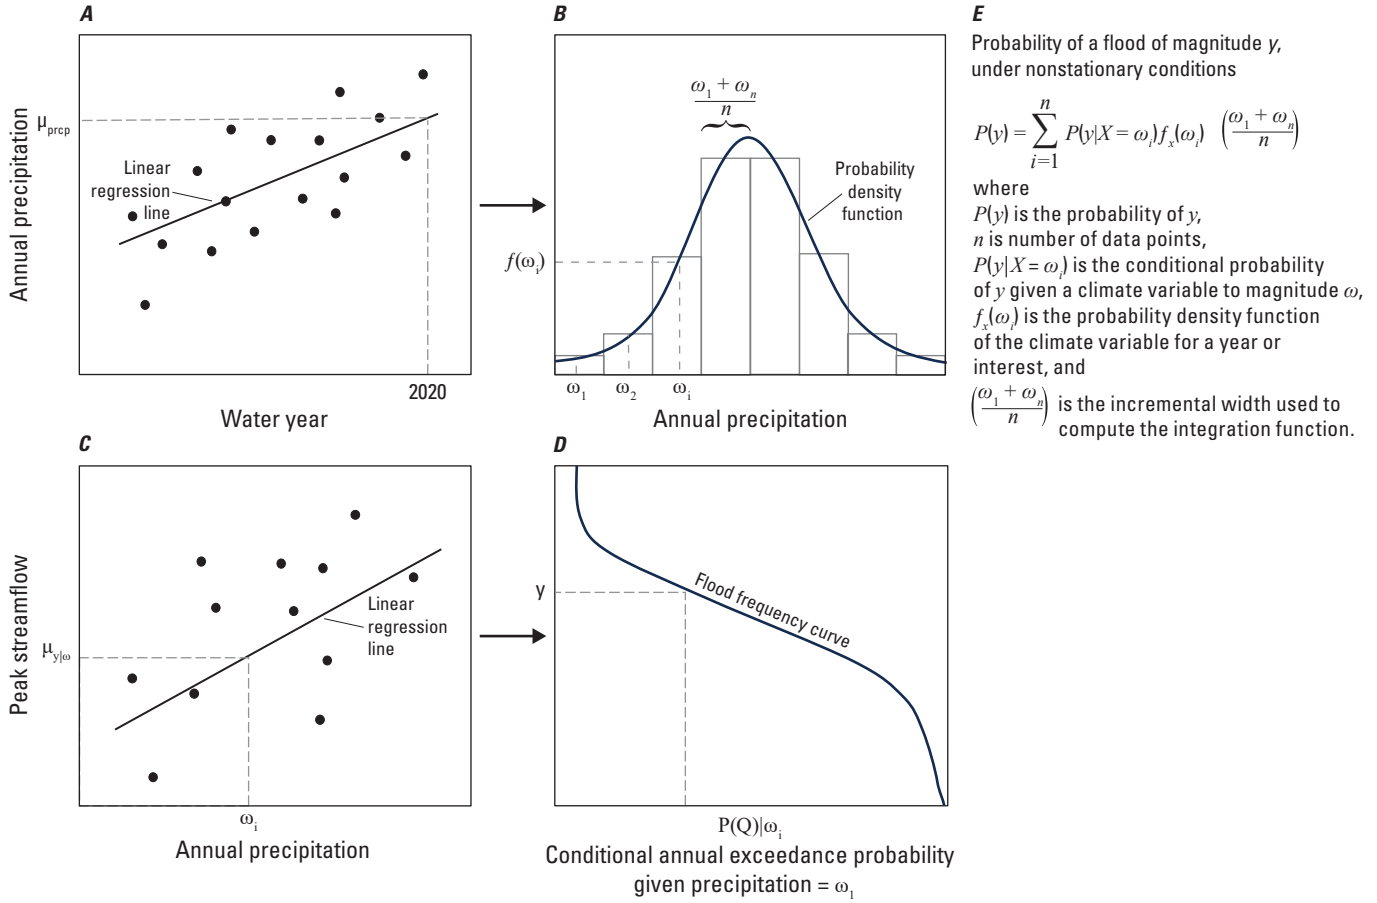 A
Annual precipitation
μprcp
Linear
regression
line
2020
Water year
B
ω1 + ωn
n
Probability
density
function
f(ωi)
ω1
ω2
ωi
Annual precipitation
C
Peak streamflow
μy|ω
Linear
regression
line
ωi
Annual precipitation
D
y
Flood frequency curve
P(Q)|ωi
Conditional annual exceedance probability
given precipitation = ω1
E
Probability of a flood of magnitude y,
under nonstationary conditions
n
P(y) = ∑ P(y|X = ωi)fx(ωi) (ω1 + ωn / n)
i=1
where
P(y) is the probability of y,
n is number of data points,
P(y|X = ωi) is the conditional probability
of y given a climate variable to magnitude ω,
fx(ωi) is the probability density function
of the climate variable for a year or
interest, and
(ω1 + ωn / n) is the incremental width used to
compute the integration function.